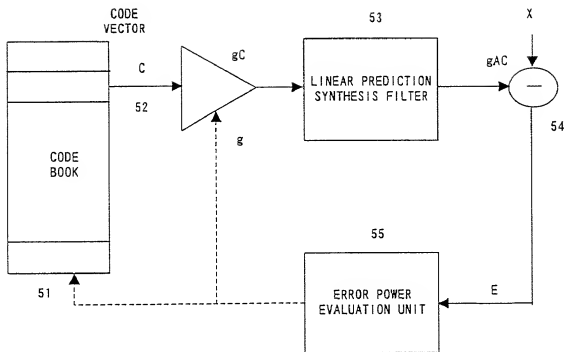 CODE
VECTOR
53
X
gC
gAC
C
LINEAR PREDICTION
SYNTHESIS FILTER
52
54
g
CODE
BOOK
55
51
ERROR POWER
EVALUATION UNIT
E